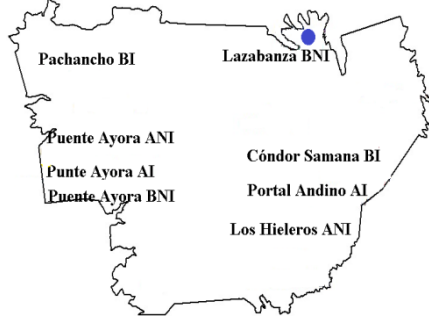 Pachancho BI
Lazabanza BNI
Puente Ayora ANI
Punte Ayora AI
Puente Ayora BNI
Cóndor Samana BI
Portal Andino AI
Los Hieleros ANI